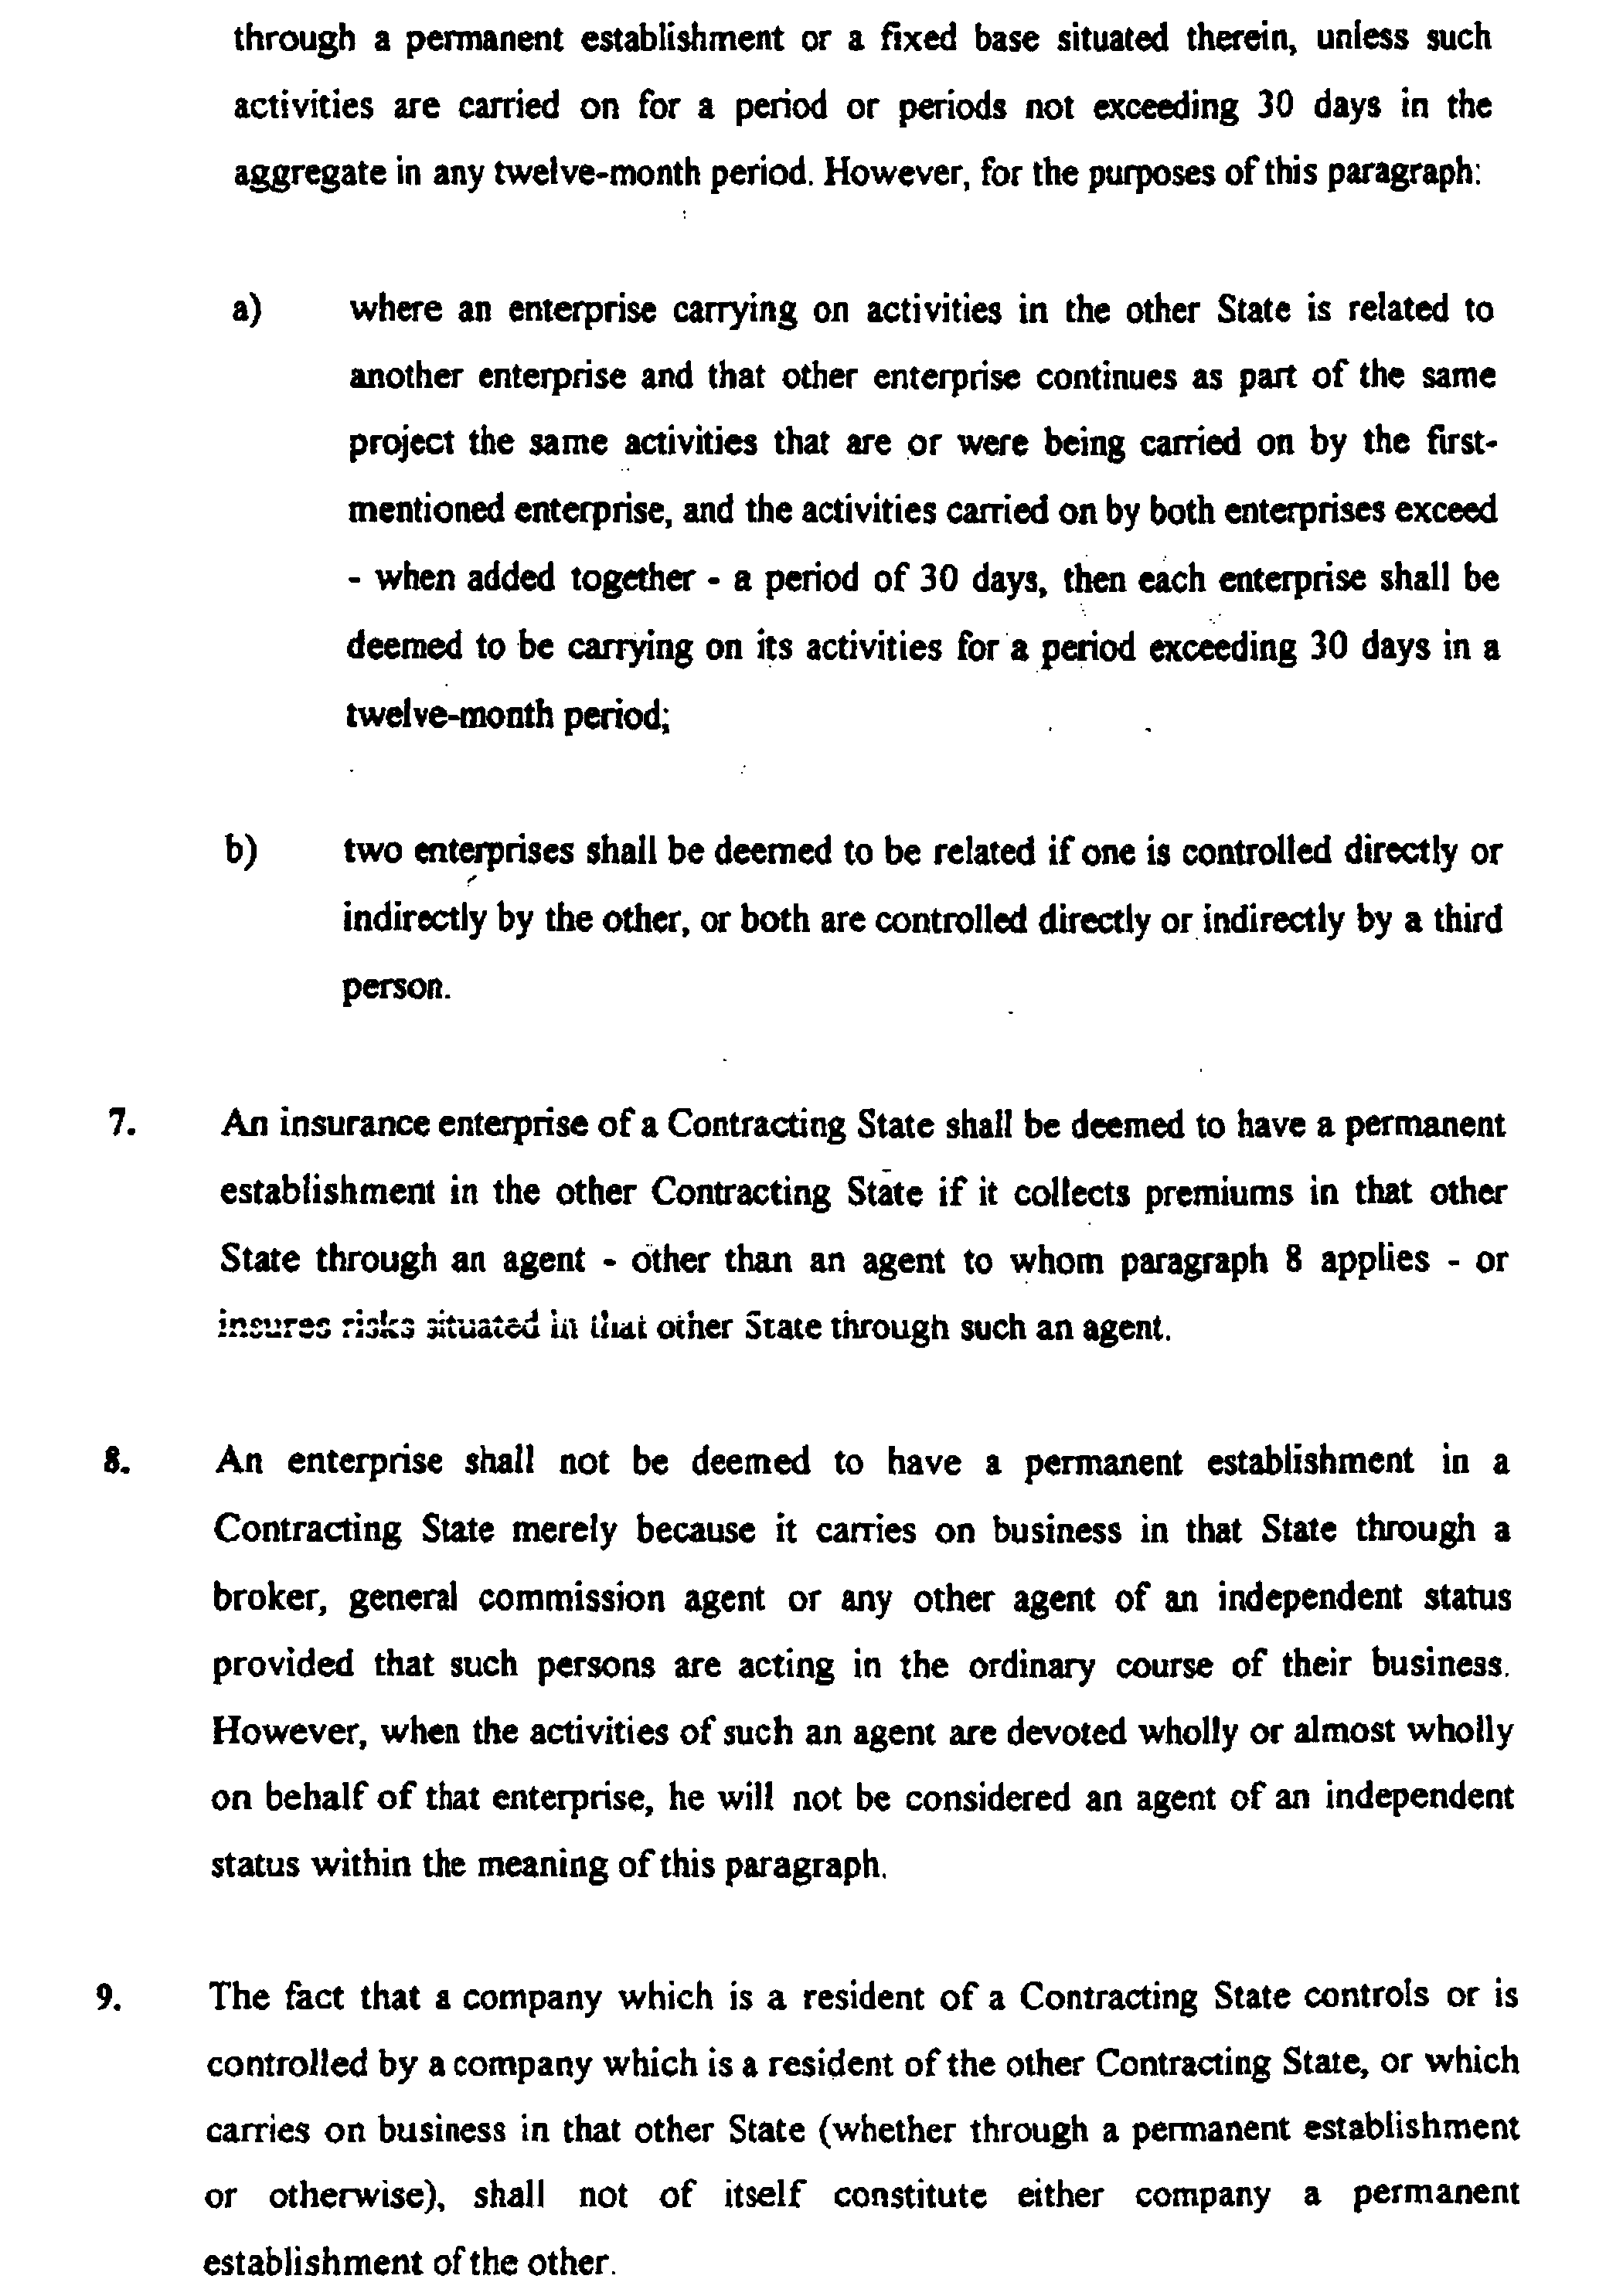 through a permanent establishment or a fixed base situated therein, unless such
activities are carried on for a period or periods not exceeding 30 days in the
aggregate in any twelve-month period. However, for the purposes of this paragraph:
a) where an enterprise carrying on activities in the other State is related to
another enterprise and that other enterprise continues as part of the same
project the same activities that are or were being carried on by the first-
mentioned enterprise, and the activities carried on by both enterprises exceed
- when added together - a period of 30 days, then each enterprise shall be
deemed to be carrying on its activities for a period exceeding 30 days in a
twelve-month period;
b) two enterprises shall be deemed to be related if one is controlled directly or
indirectly by the other, or both are controlled directly or indirectly by a third
person.
7. An insurance enterprise of a Contracting State shall be deemed to have a permanent
establishment in the other Contracting State if it collects premiums in that other
State through an agent - other than an agent to whom paragraph 8 applies - or
insures risks situated in that other State through such an agent.
8. An enterprise shall not be deemed to have a permanent establishment in a
Contracting State merely because it carries on business in that State through a
broker, general commission agent or any other agent of an independent status
provided that such persons are acting in the ordinary course of their business.
However, when the activities of such an agent are devoted wholly or almost wholly
on behalf of that enterprise, he will not be considered an agent of an independent
status within the meaning of this paragraph.
9. The fact that a company which is a resident of a Contracting State controls or is
controlled by a company which is a resident of the other Contracting State, or which
carries on business in that other State (whether through a permanent establishment
or otherwise), shall not of itself constitute either company a permanent
establishment of the other.